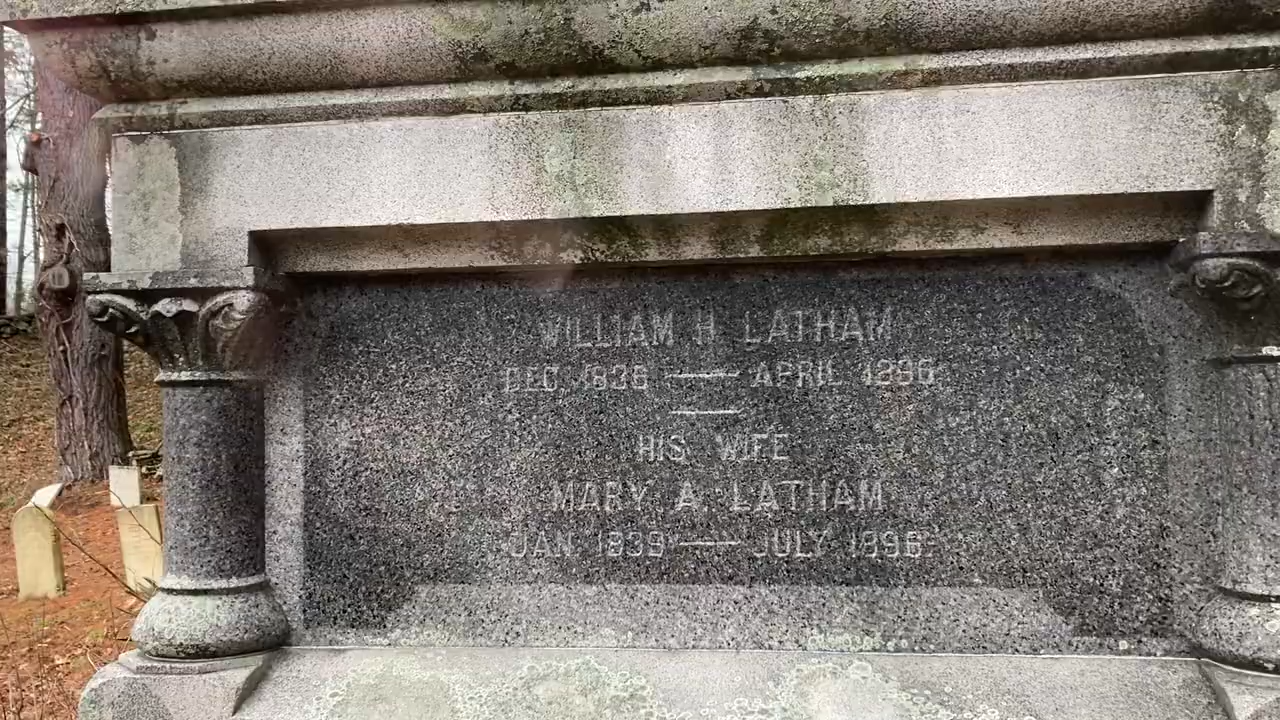 WILLIAM H LATHAM
DEC. 1836 — APRIL 1896
HIS WIFE
MARY A. LATHAM
JAN 1839 — JULY 1896